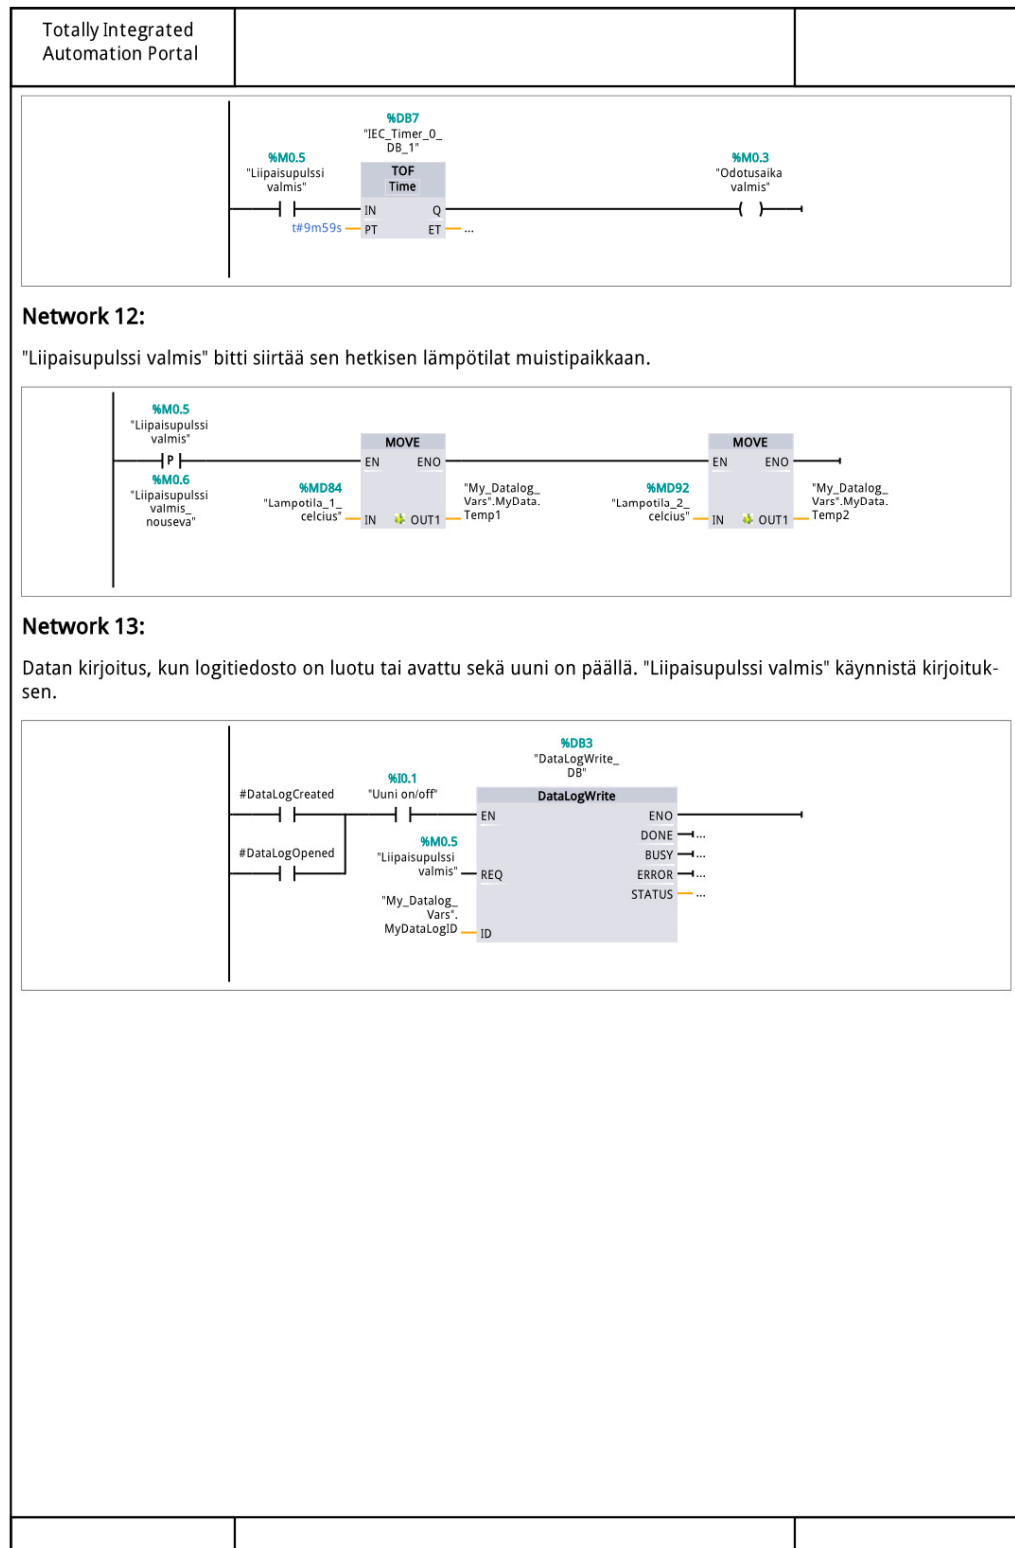 Totally Integrated
Automation Portal
%DB7
"IEC_Timer_0_
DB_1"
%M0.5
"Liipaisupulssi
valmis"
TOF
Time
%M0.3
"Odotusaika
valmis"
IN
Q
t#9m59s
PT
ET
...
Network 12:
"Liipaisupulssi valmis" bitti siirtää sen hetkisen lämpötilat muistipaikkaan.
%M0.5
"Liipaisupulssi
valmis"
P
%M0.6
"Liipaisupulssi
valmis_
nouseva"
MOVE
EN
ENO
%MD84
"Lampotila_1_
celcius"
IN
OUT1
"My_Datalog_
Vars".MyData.
Temp1
MOVE
EN
ENO
%MD92
"Lampotila_2_
celcius"
IN
OUT1
"My_Datalog_
Vars".MyData.
Temp2
Network 13:
Datan kirjoitus, kun logitiedosto on luotu tai avattu sekä uuni on päällä. "Liipaisupulssi valmis" käynnistä kirjoituk-
sen.
%DB3
"DataLogWrite_
DB"
#DataLogCreated
%I0.1
"Uuni on/off"
DataLogWrite
EN
ENO
DONE
...
#DataLogOpened
%M0.5
"Liipaisupulssi
valmis"
REQ
BUSY
...
ERROR
...
STATUS
...
"My_Datalog_
Vars".
MyDataLogID
ID